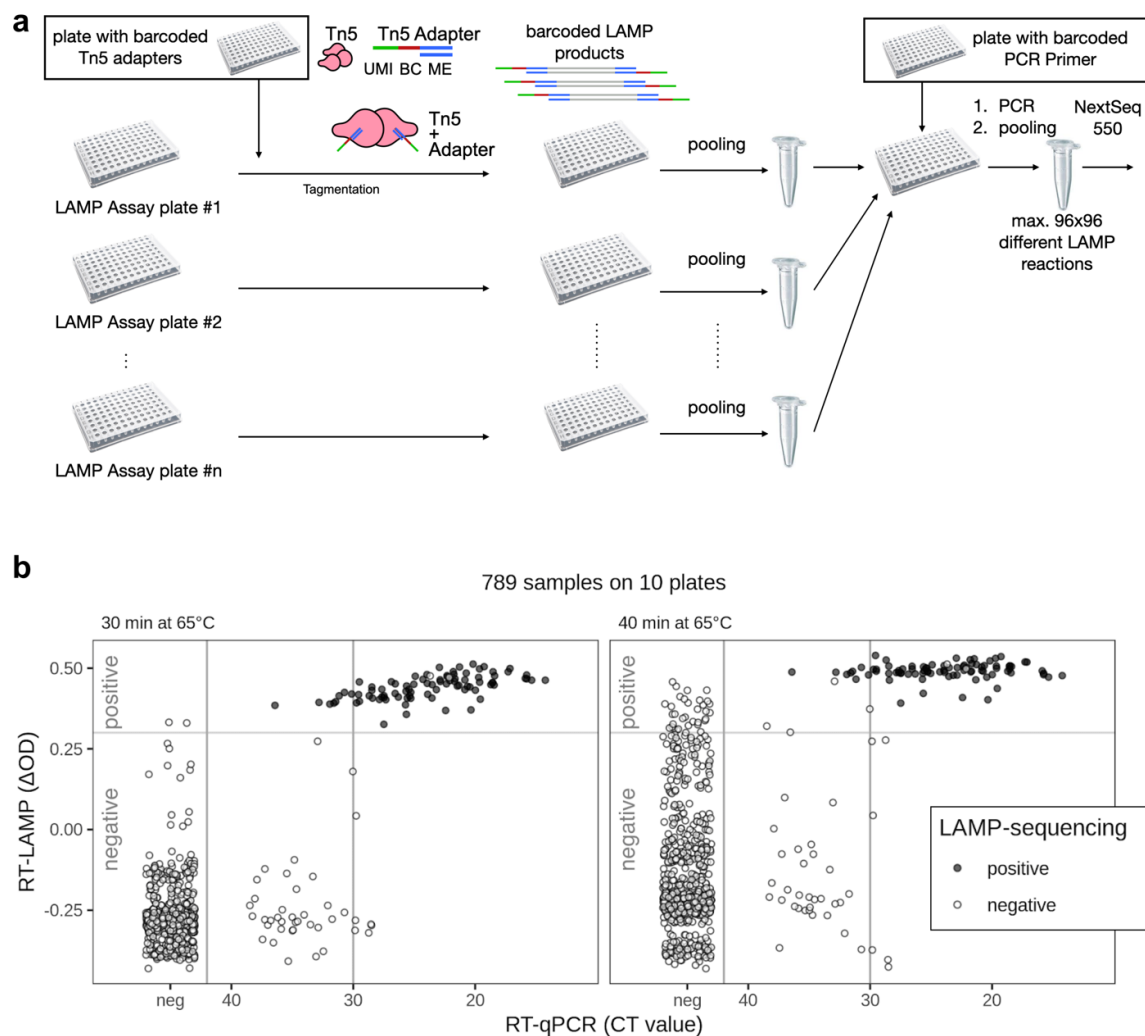 a
plate with barcoded
Tn5 adapters
Tn5
Tn5 Adapter
UMI BC ME
barcoded LAMP
products
plate with barcoded
PCR Primer
Tn5
+
Adapter
1. PCR
2. pooling
NextSeq
550
Tagmentation
pooling
LAMP Assay plate #1
max. 96x96
different LAMP
reactions
pooling
LAMP Assay plate #2
pooling
LAMP Assay plate #n
b
789 samples on 10 plates
30 min at 65°C
40 min at 65°C
RT-LAMP (ΔOD)
0.50
0.25
0.00
-0.25
positive
negative
positive
negative
neg 40 30 20
neg 40 30 20
RT-qPCR (CT value)
LAMP-sequencing
positive
negative